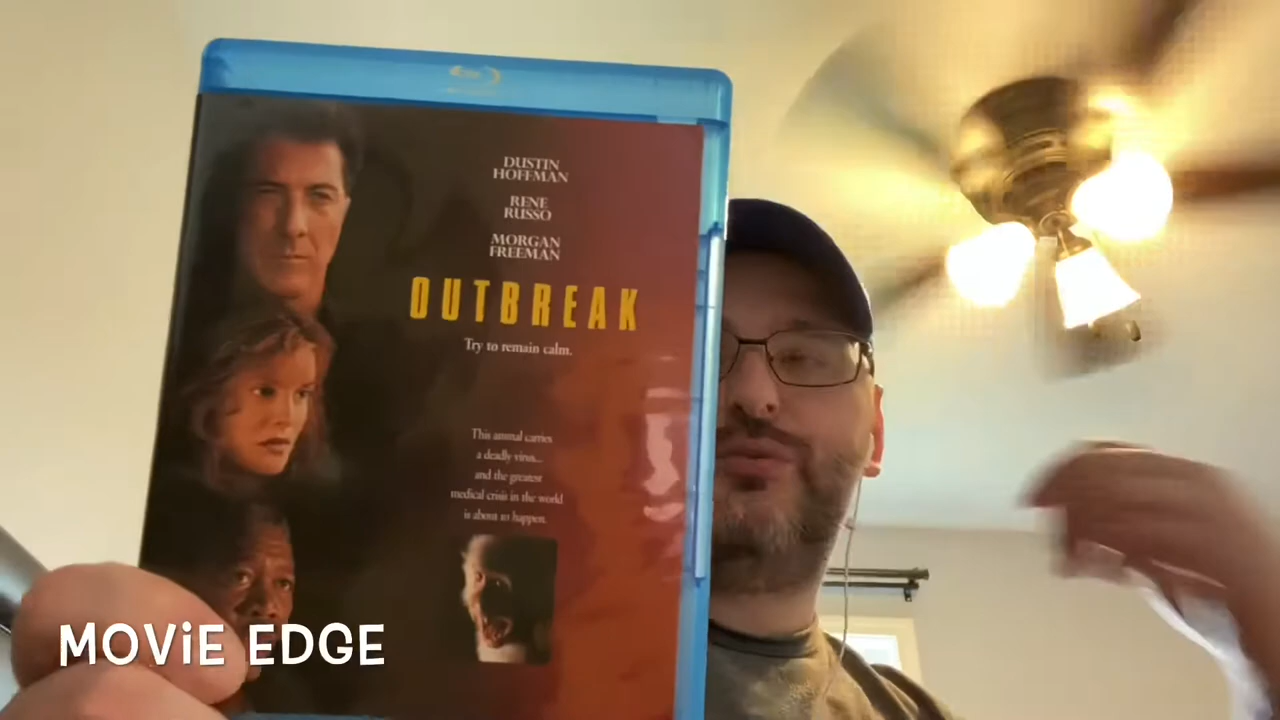 DUSTIN
HOFFMAN
RENE
RUSSO
MORGAN
FREEMAN
OUTBREAK
Try to remain calm.
This animal carries
a deadly virus...
and the greatest
medical crisis in the world
is about to happen.
MOViE EDGE